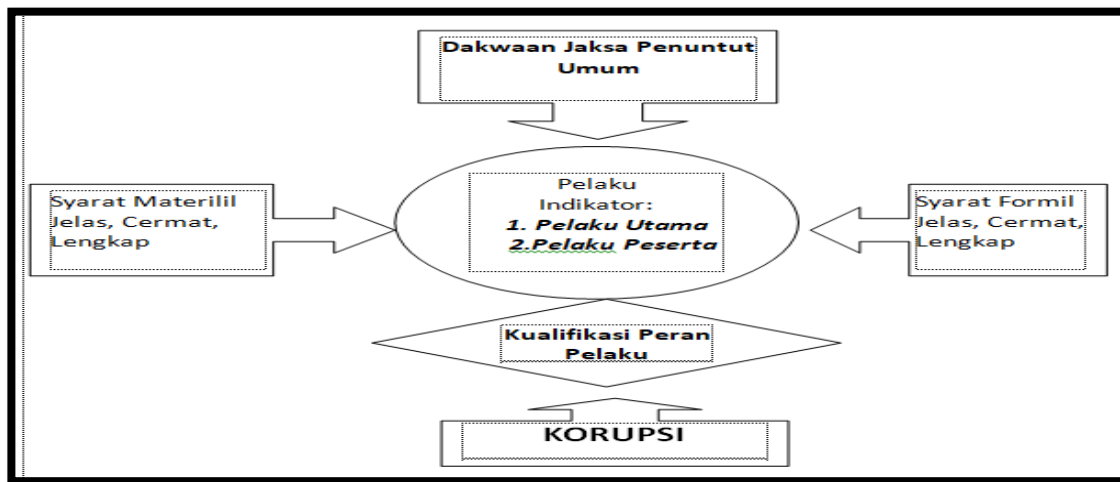 Dakwaan Jaksa Penuntut
Umum
Syarat Materilil
Jelas, Cermat,
Lengkap
Pelaku
Indikator:
1. Pelaku Utama
2.Pelaku Peserta
Syarat Formil
Jelas, Cermat,
Lengkap
Kualifikasi Peran
Pelaku
KORUPSI